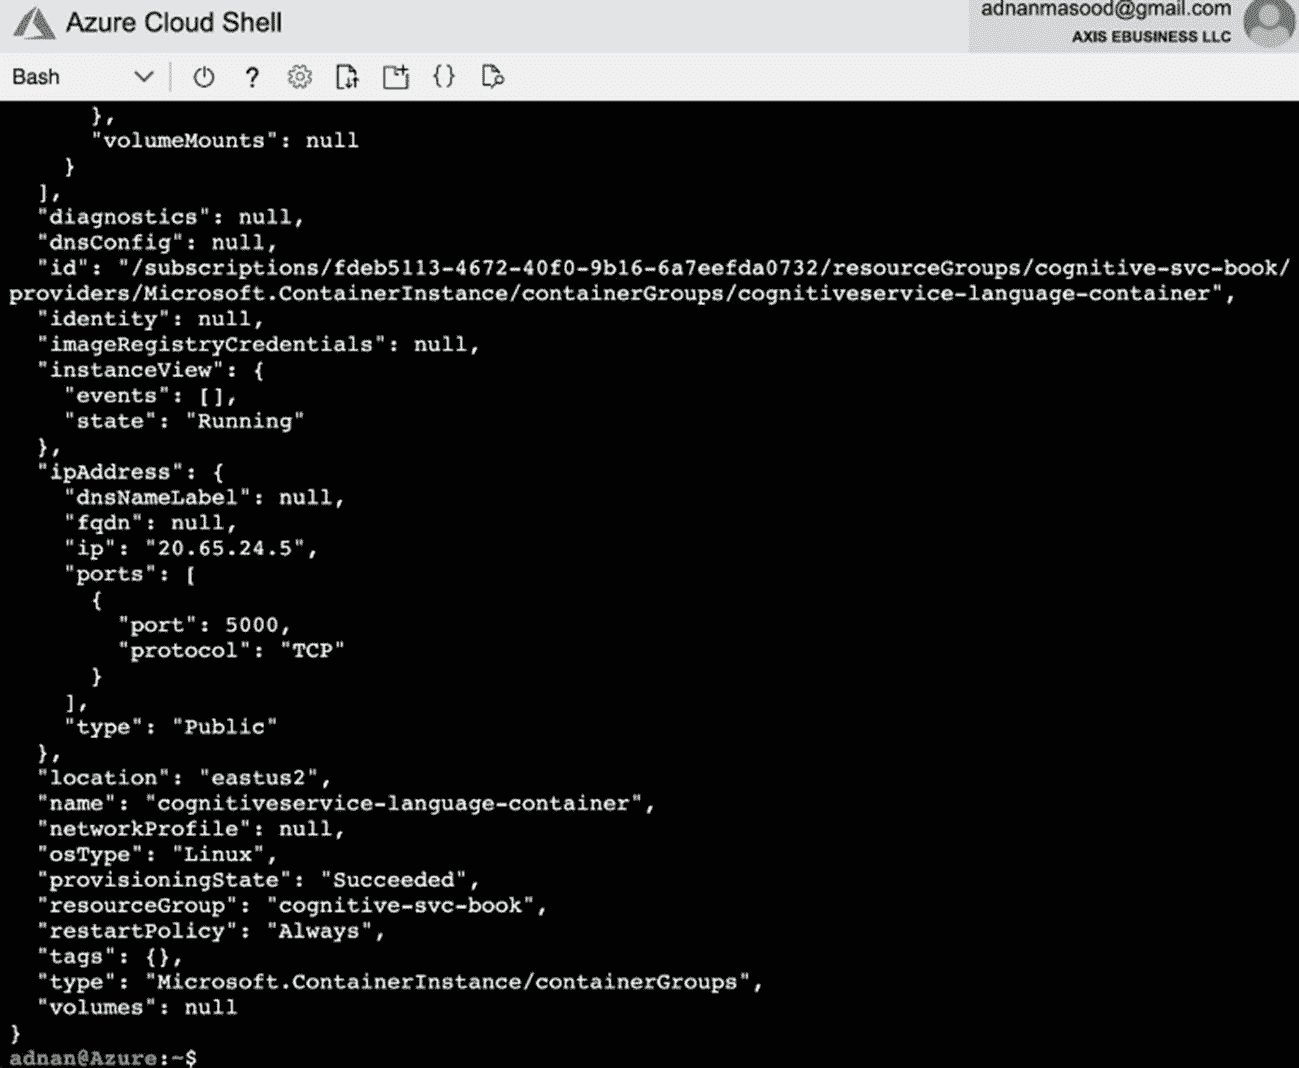 Azure Cloud Shell
adnanmasood@gmail.com
AXIS EBUSINESS LLC
Bash
?
{}
},
"volumeMounts": null
}
],
"diagnostics": null,
"dnsConfig": null,
"id": "/subscriptions/fdeb5113-4672-40f0-9b16-6a7eefda0732/resourceGroups/cognitive-svc-book/
providers/Microsoft.ContainerInstance/containerGroups/cognitiveservice-language-container",
"identity": null,
"imageRegistryCredentials": null,
"instanceView": {
"events": [],
"state": "Running"
},
"ipAddress": {
"dnsNameLabel": null,
"fqdn": null,
"ip": "20.65.24.5",
"ports": [
{
"port": 5000,
"protocol": "TCP"
}
],
"type": "Public"
},
"location": "eastus2",
"name": "cognitiveservice-language-container",
"networkProfile": null,
"osType": "Linux",
"provisioningState": "Succeeded",
"resourceGroup": "cognitive-svc-book",
"restartPolicy": "Always",
"tags": {},
"type": "Microsoft.ContainerInstance/containerGroups",
"volumes": null
}
adnan@Azure:~$